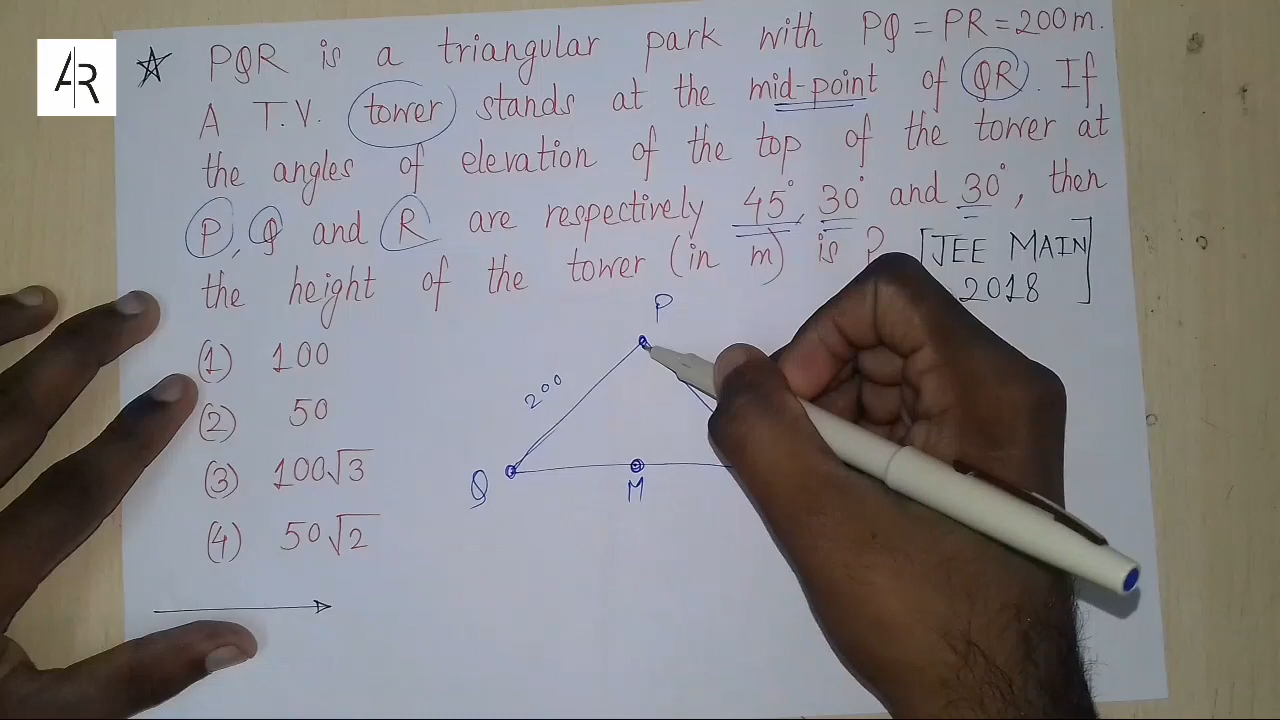 AR
PQR is a triangular park with PQ = PR = 200 m.
A T.V. tower stands at the mid-point of QR. If
the angles of elevation of the top of the tower at
P, Q and R are respectively 45°, 30° and 30°, then
the height of the tower (in m) is ? [JEE MAIN
2018]
(1) 100
(2) 50
(3) 100√3
(4) 50√2
P
200
Q
M